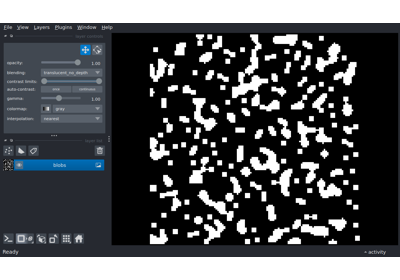 File View Layers Plugins Window Help
opacity: 1.00
blending: translucent_no_depth
contrast limits:
auto-contrast: once continuous
gamma: 1.00
colormap: gray
interpolation: nearest
blobs
Ready activity